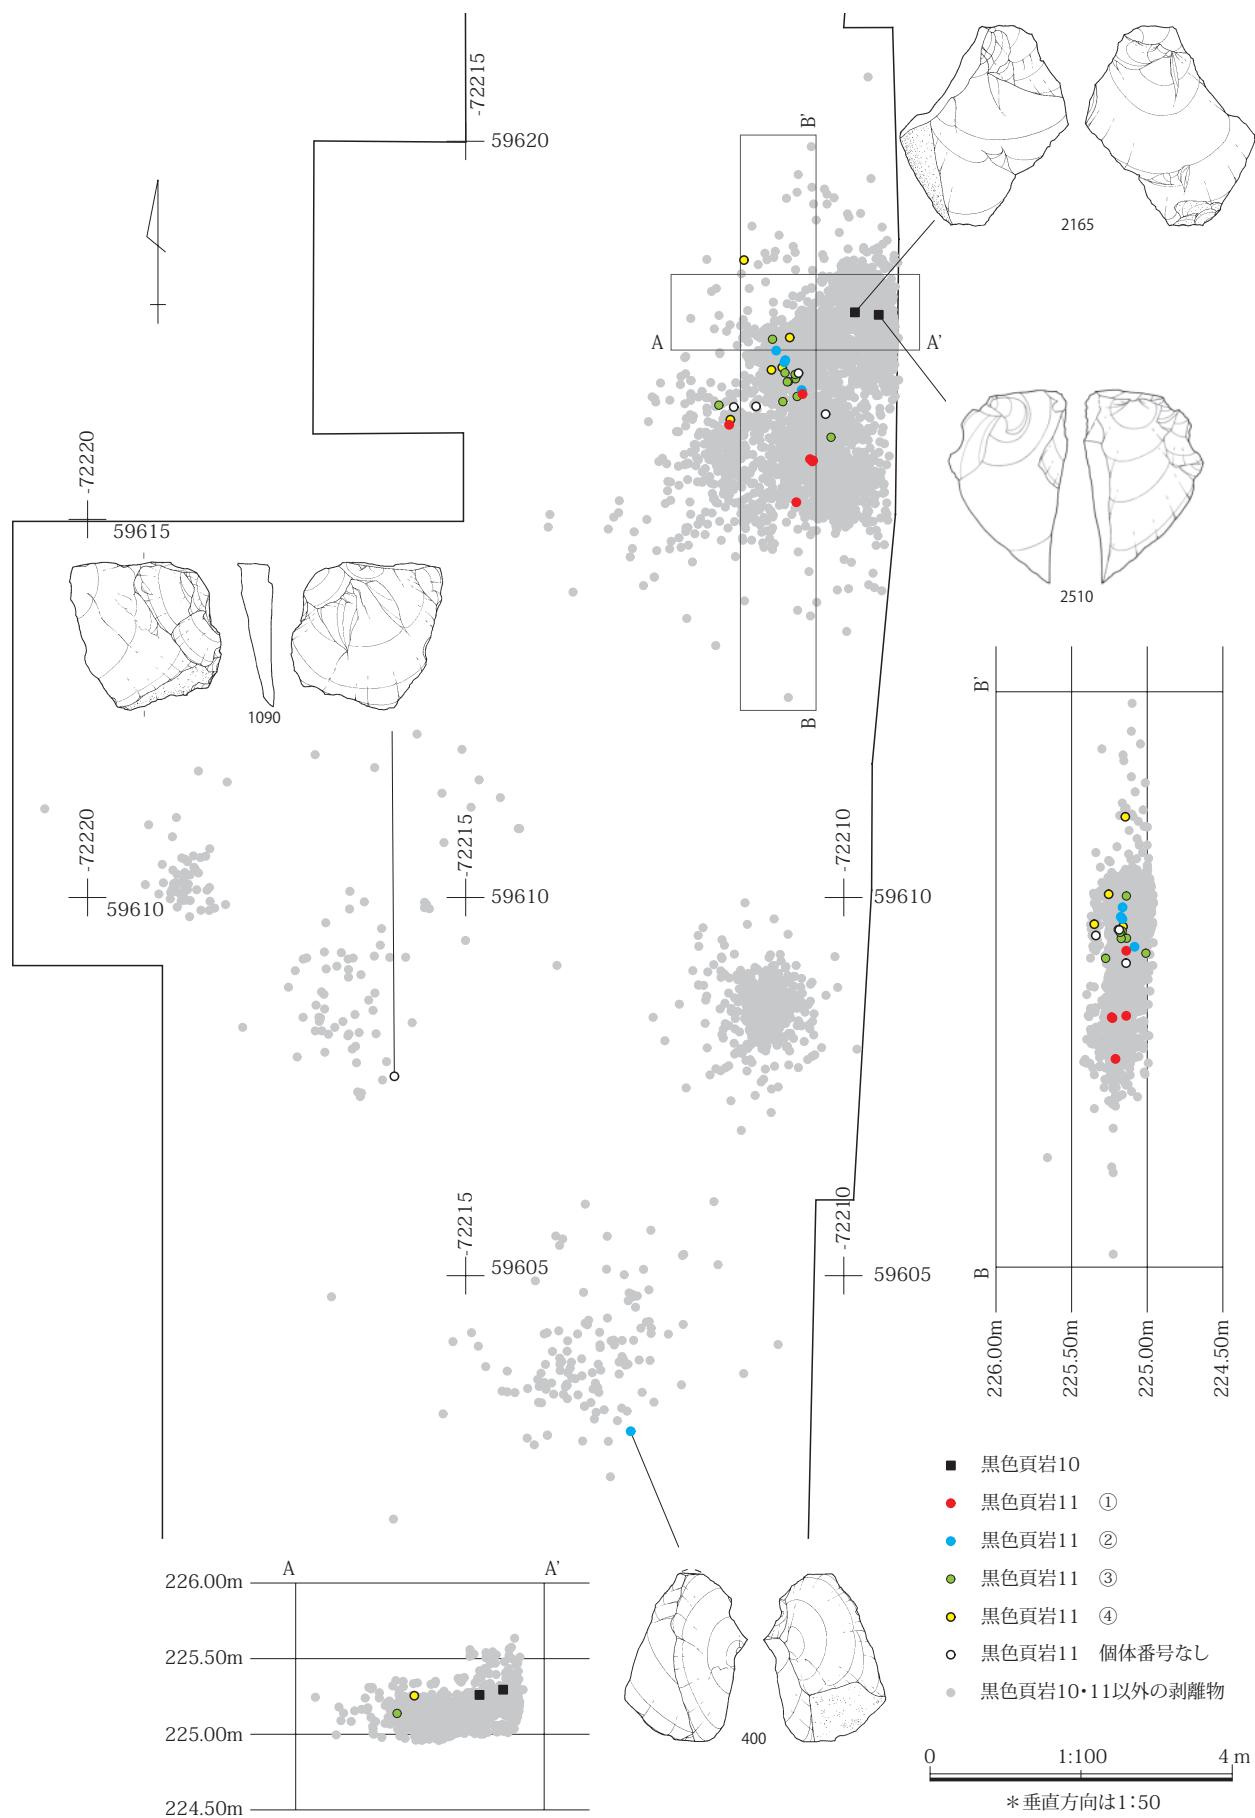 -72215
59620
B'
2165
A
A'
-72220
59615
2510
1090
B
B'
-72220
59610
-72215
59610
-72210
59610
-72215
59605
-72210
59605
B
226.00m
225.50m
225.00m
224.50m
黒色頁岩10
黒色頁岩11 ①
黒色頁岩11 ②
黒色頁岩11 ③
黒色頁岩11 ④
黒色頁岩11 個体番号なし
黒色頁岩10・11以外の剥離物
A
A'
226.00m
225.50m
225.00m
224.50m
400
0 1:100 4 m
＊垂直方向は1：50